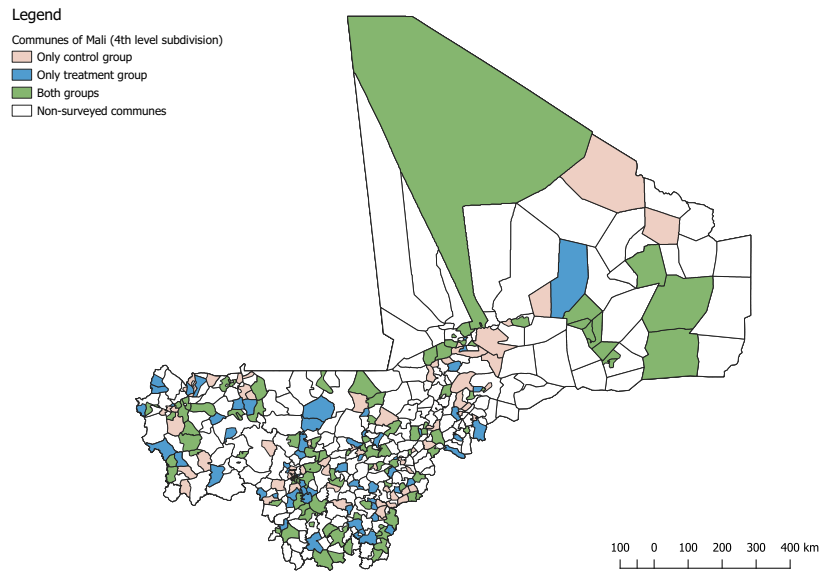 Legend
Communes of Mali (4th level subdivision)
Only control group
Only treatment group
Both groups
Non-surveyed communes
100 0 100 200 300 400 km